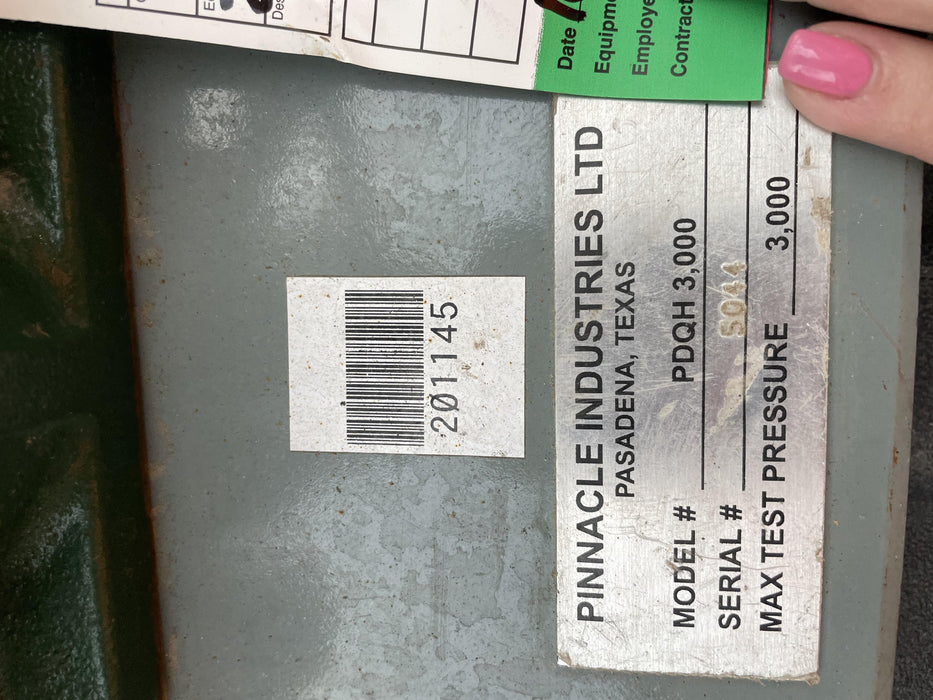 Date
Equipm
Employe
Contract
201145
PINNACLE INDUSTRIES LTD
PASADENA, TEXAS
MODEL # PDQH 3,000
SERIAL # 5044
MAX TEST PRESSURE 3,000